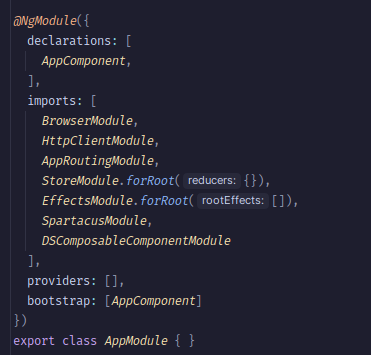 @NgModule({
  declarations: [
    AppComponent,
  ],
  imports: [
    BrowserModule,
    HttpClientModule,
    AppRoutingModule,
    StoreModule.forRoot( reducers: {}),
    EffectsModule.forRoot( rootEffects: []),
    SpartacusModule,
    DSComposableComponentModule
  ],
  providers: [],
  bootstrap: [AppComponent]
})
export class AppModule { }